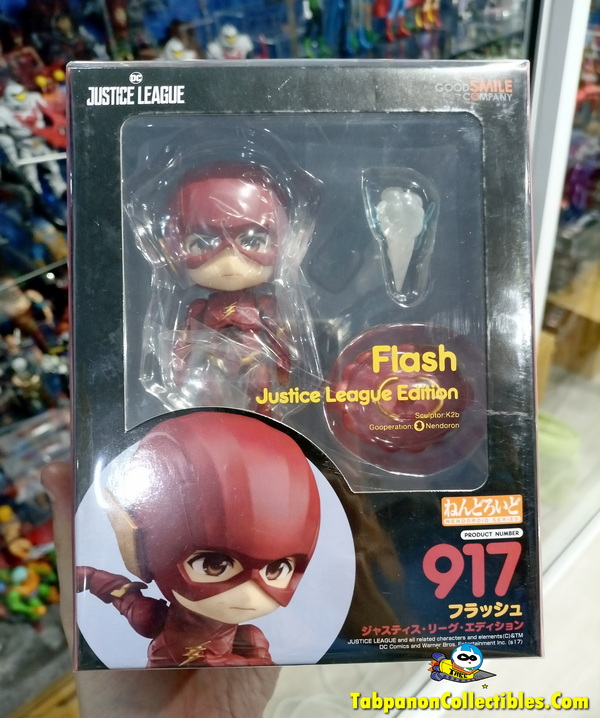 DC
JUSTICE LEAGUE
GOOD SMILE
COMPANY
Flash
Justice League Edition
Sculptor:K2b
Cooperation: Nendoron
ねんどろいど
NENDOROID SERIES
PRODUCT NUMBER
917
フラッシュ
ジャスティス・リーグ・エディション
JUSTICE LEAGUE and all related characters and elements(C)&TM
DC Comics and Warner Bros. Entertainment Inc. (s17)
TabpanonCollectibles.Com